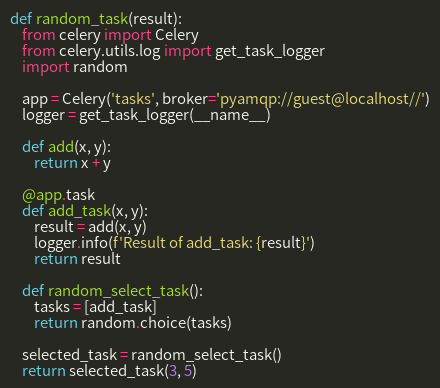 def random_task(result):
from celery import Celery
from celery.utils.log import get_task_logger
import random
app = Celery('tasks', broker='pyamqp://guest@localhost//')
logger = get_task_logger(__name__)
def add(x, y):
return x + y
@app.task
def add_task(x, y):
result = add(x, y)
logger.info(f'Result of add_task: {result}')
return result
def random_select_task():
tasks = [add_task]
return random.choice(tasks)
selected_task = random_select_task()
return selected_task(3, 5)